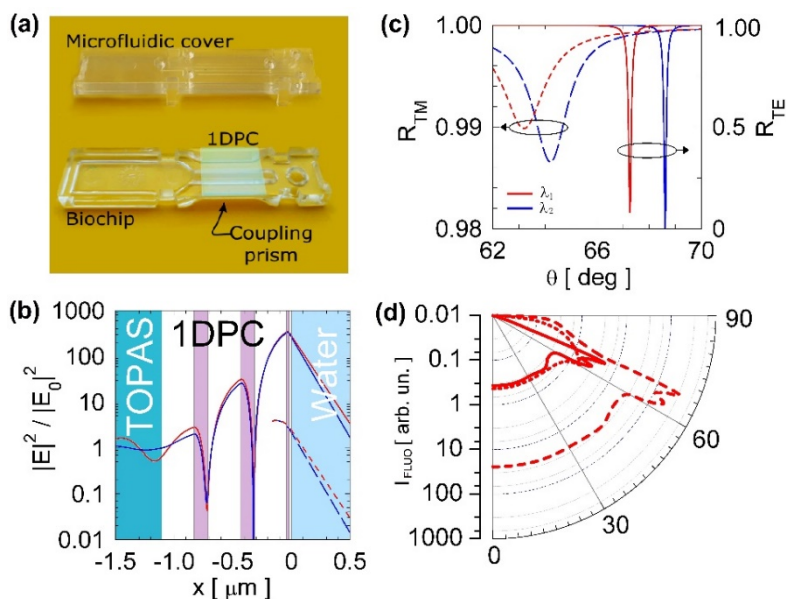 (a)
Microfluidic cover
1DPC
Biochip
Coupling
prism
(b)
1000
100
10
1
0.1
0.01
|E|² / |E₀|²
TOPAS
1DPC
Water
-1.5
-1.0
-0.5
0
0.5
x [ μm ]
(c)
1.00
0.99
0.98
R_TM
1.00
0.5
0
R_TE
λ₁
λ₂
62
66
70
θ [ deg ]
(d)
0.01
0.1
1
10
100
1000
I_FLUO [ arb. un. ]
0
30
60
90